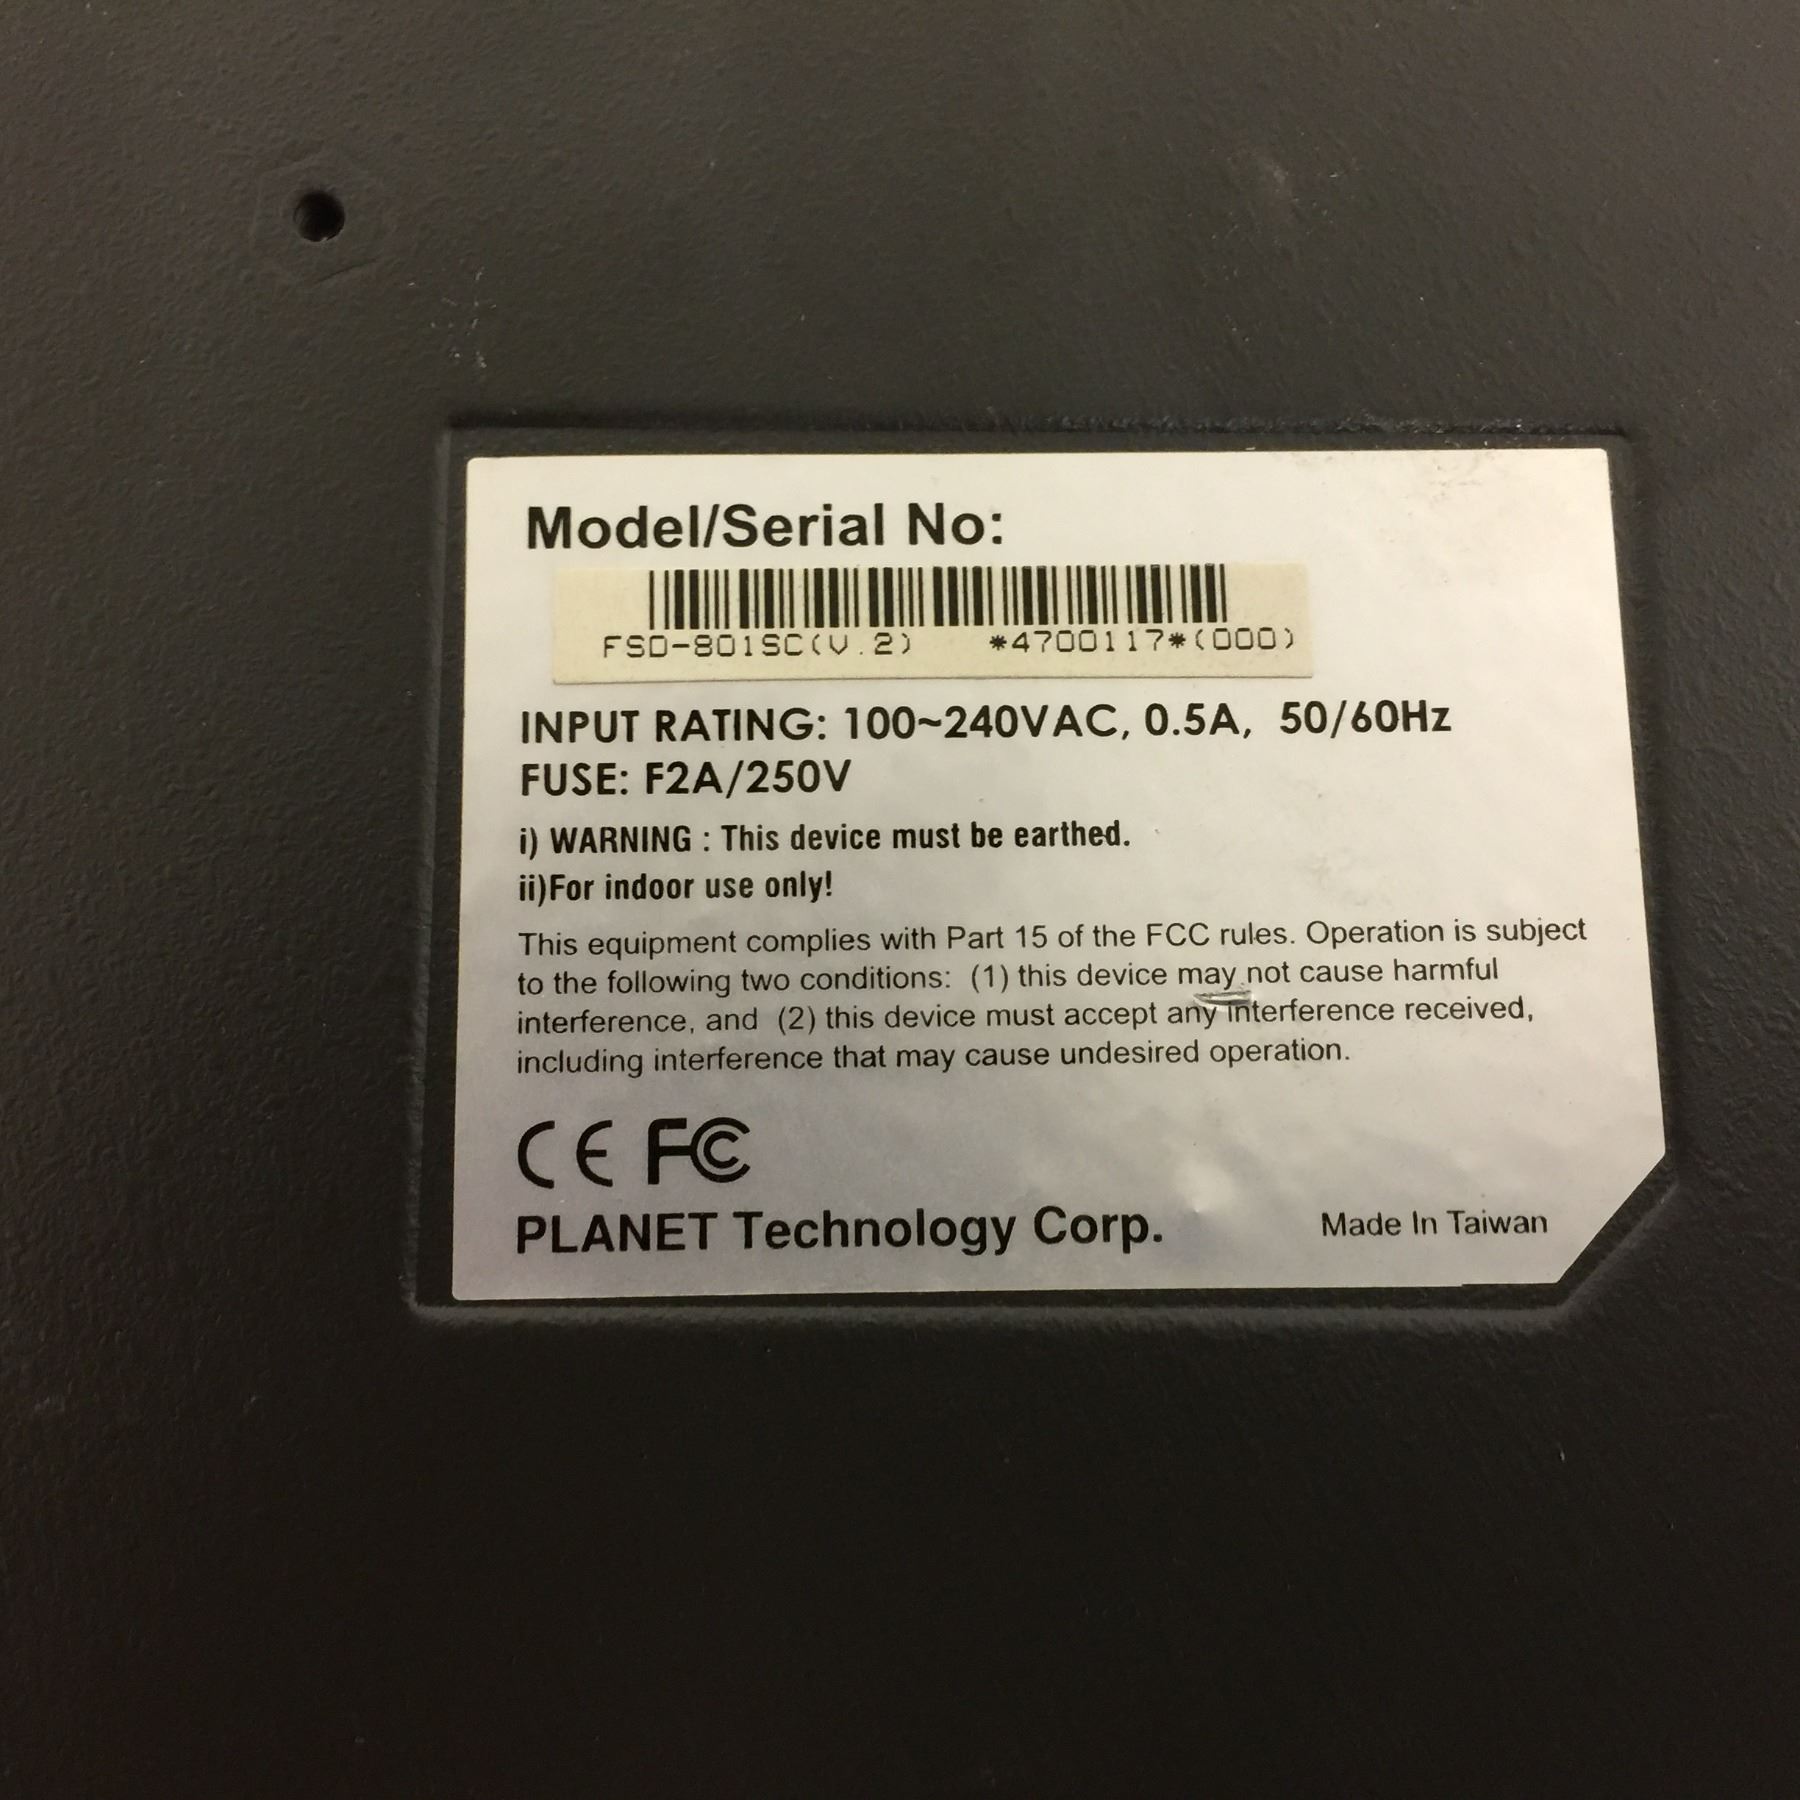 Model/Serial No:
FSD-801SC(V.2) *4700117*(000)
INPUT RATING: 100~240VAC, 0.5A, 50/60Hz
FUSE: F2A/250V
i) WARNING : This device must be earthed.
ii)For indoor use only!
This equipment complies with Part 15 of the FCC rules. Operation is subject
to the following two conditions: (1) this device may not cause harmful
interference, and (2) this device must accept any interference received,
including interference that may cause undesired operation.
CE FC
PLANET Technology Corp. Made In Taiwan